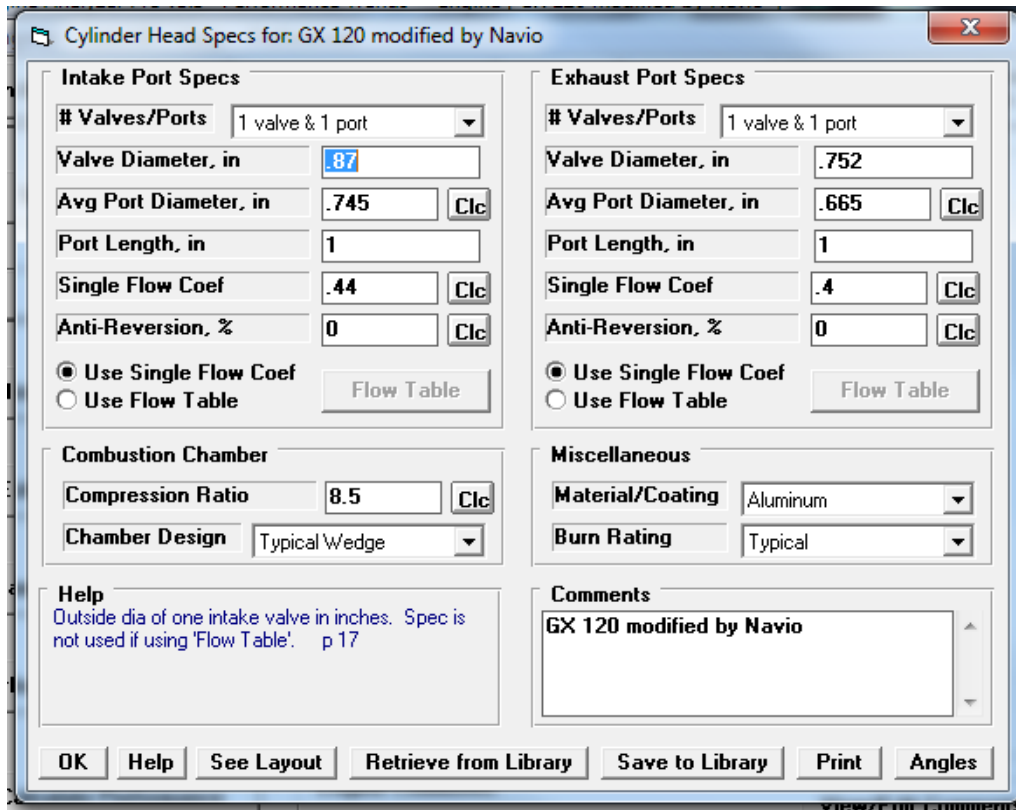 Cylinder Head Specs for: GX 120 modified by Navio
X
Intake Port Specs
# Valves/Ports 1 valve & 1 port
Valve Diameter, in .87
Avg Port Diameter, in .745 Clc
Port Length, in 1
Single Flow Coef .44 Clc
Anti-Reversion, % 0 Clc
Use Single Flow Coef
Use Flow Table
Flow Table
Exhaust Port Specs
# Valves/Ports 1 valve & 1 port
Valve Diameter, in .752
Avg Port Diameter, in .665 Clc
Port Length, in 1
Single Flow Coef .4 Clc
Anti-Reversion, % 0 Clc
Use Single Flow Coef
Use Flow Table
Flow Table
Combustion Chamber
Compression Ratio 8.5 Clc
Chamber Design Typical Wedge
Miscellaneous
Material/Coating Aluminum
Burn Rating Typical
Help
Outside dia of one intake valve in inches. Spec is
not used if using 'Flow Table'. p 17
Comments
GX 120 modified by Navio
OK Help See Layout Retrieve from Library Save to Library Print Angles